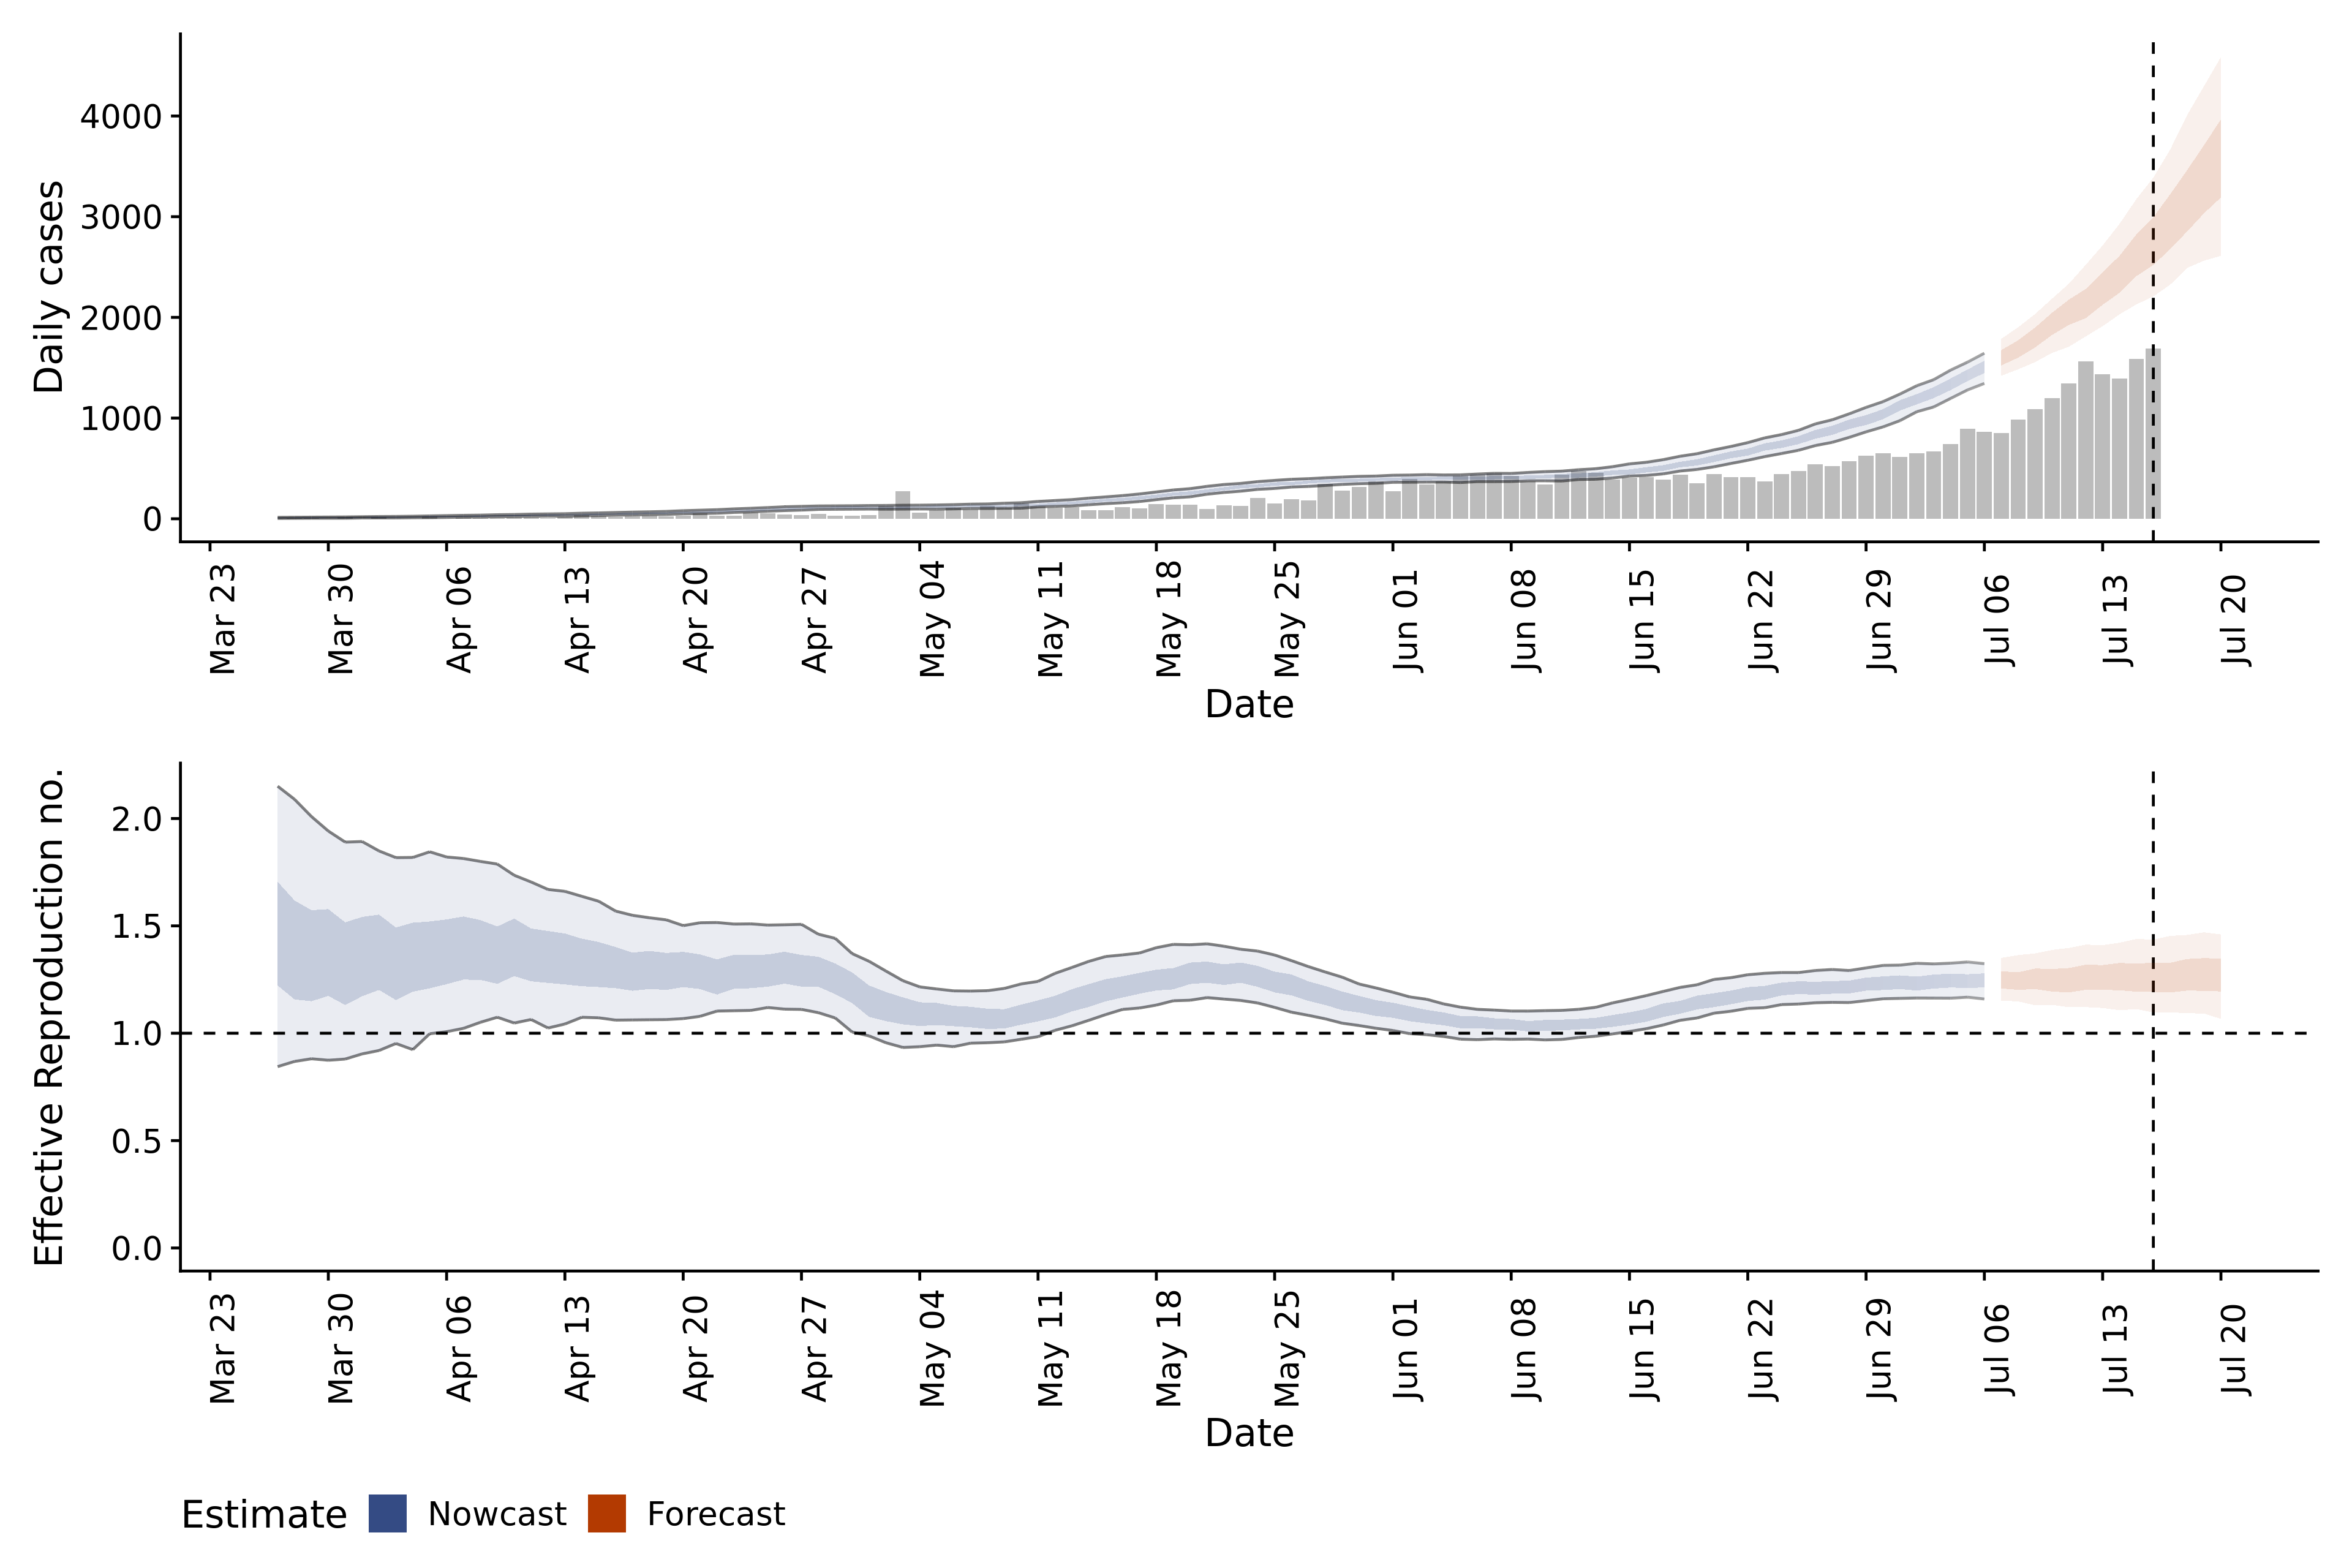 Daily cases
4000
3000
2000
1000
0
Mar 23 Mar 30 Apr 06 Apr 13 Apr 20 Apr 27 May 04 May 11 May 18 May 25 Jun 01 Jun 08 Jun 15 Jun 22 Jun 29 Jul 06 Jul 13 Jul 20
Date
Effective Reproduction no.
2.0
1.5
1.0
0.5
0.0
Mar 23 Mar 30 Apr 06 Apr 13 Apr 20 Apr 27 May 04 May 11 May 18 May 25 Jun 01 Jun 08 Jun 15 Jun 22 Jun 29 Jul 06 Jul 13 Jul 20
Date
Estimate Nowcast Forecast